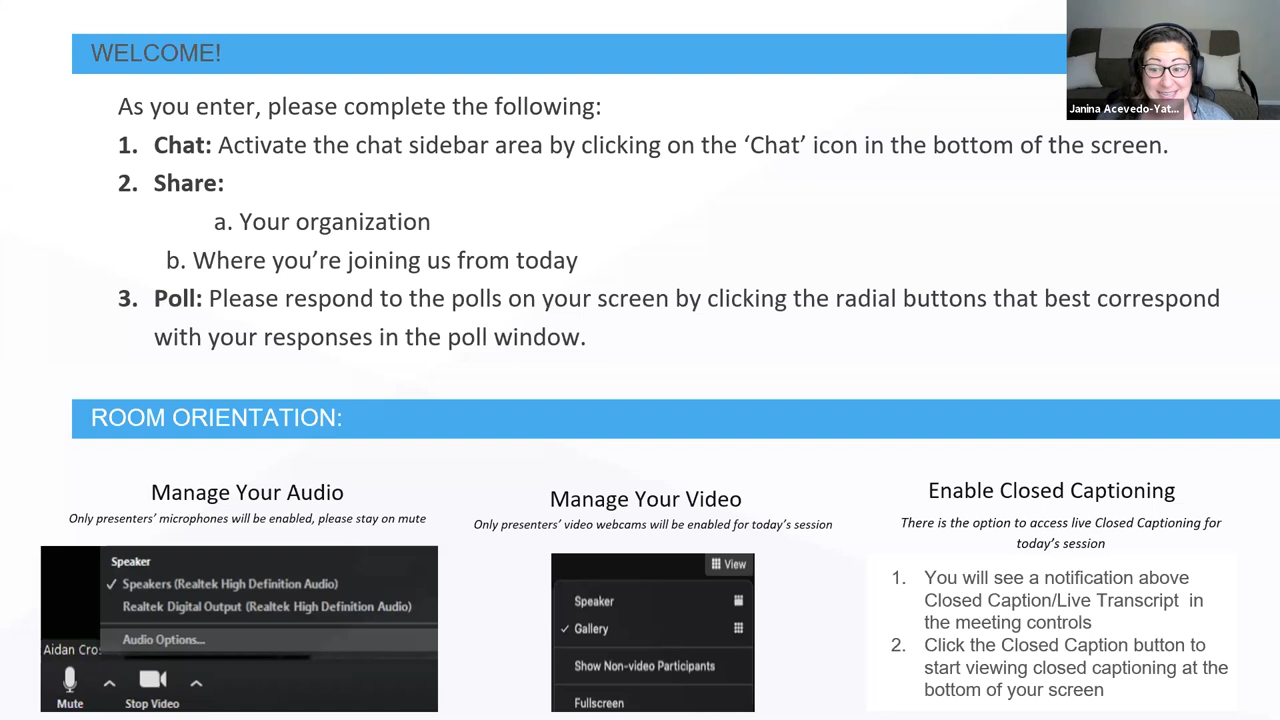 WELCOME!
Janina Acevedo-Yat...
As you enter, please complete the following:
1. Chat: Activate the chat sidebar area by clicking on the ‘Chat’ icon in the bottom of the screen.
2. Share:
a. Your organization
b. Where you’re joining us from today
3. Poll: Please respond to the polls on your screen by clicking the radial buttons that best correspond
with your responses in the poll window.
ROOM ORIENTATION:
Manage Your Audio
Only presenters’ microphones will be enabled, please stay on mute
Speaker
✓ Speakers (Realtek High Definition Audio)
Realtek Digital Output (Realtek High Definition Audio)
Audio Options...
Aidan Cros
Mute
Stop Video
Manage Your Video
Only presenters’ video webcams will be enabled for today’s session
View
Speaker
✓ Gallery
Show Non-video Participants
Fullscreen
Enable Closed Captioning
There is the option to access live Closed Captioning for
today’s session
1. You will see a notification above
Closed Caption/Live Transcript in
the meeting controls
2. Click the Closed Caption button to
start viewing closed captioning at the
bottom of your screen